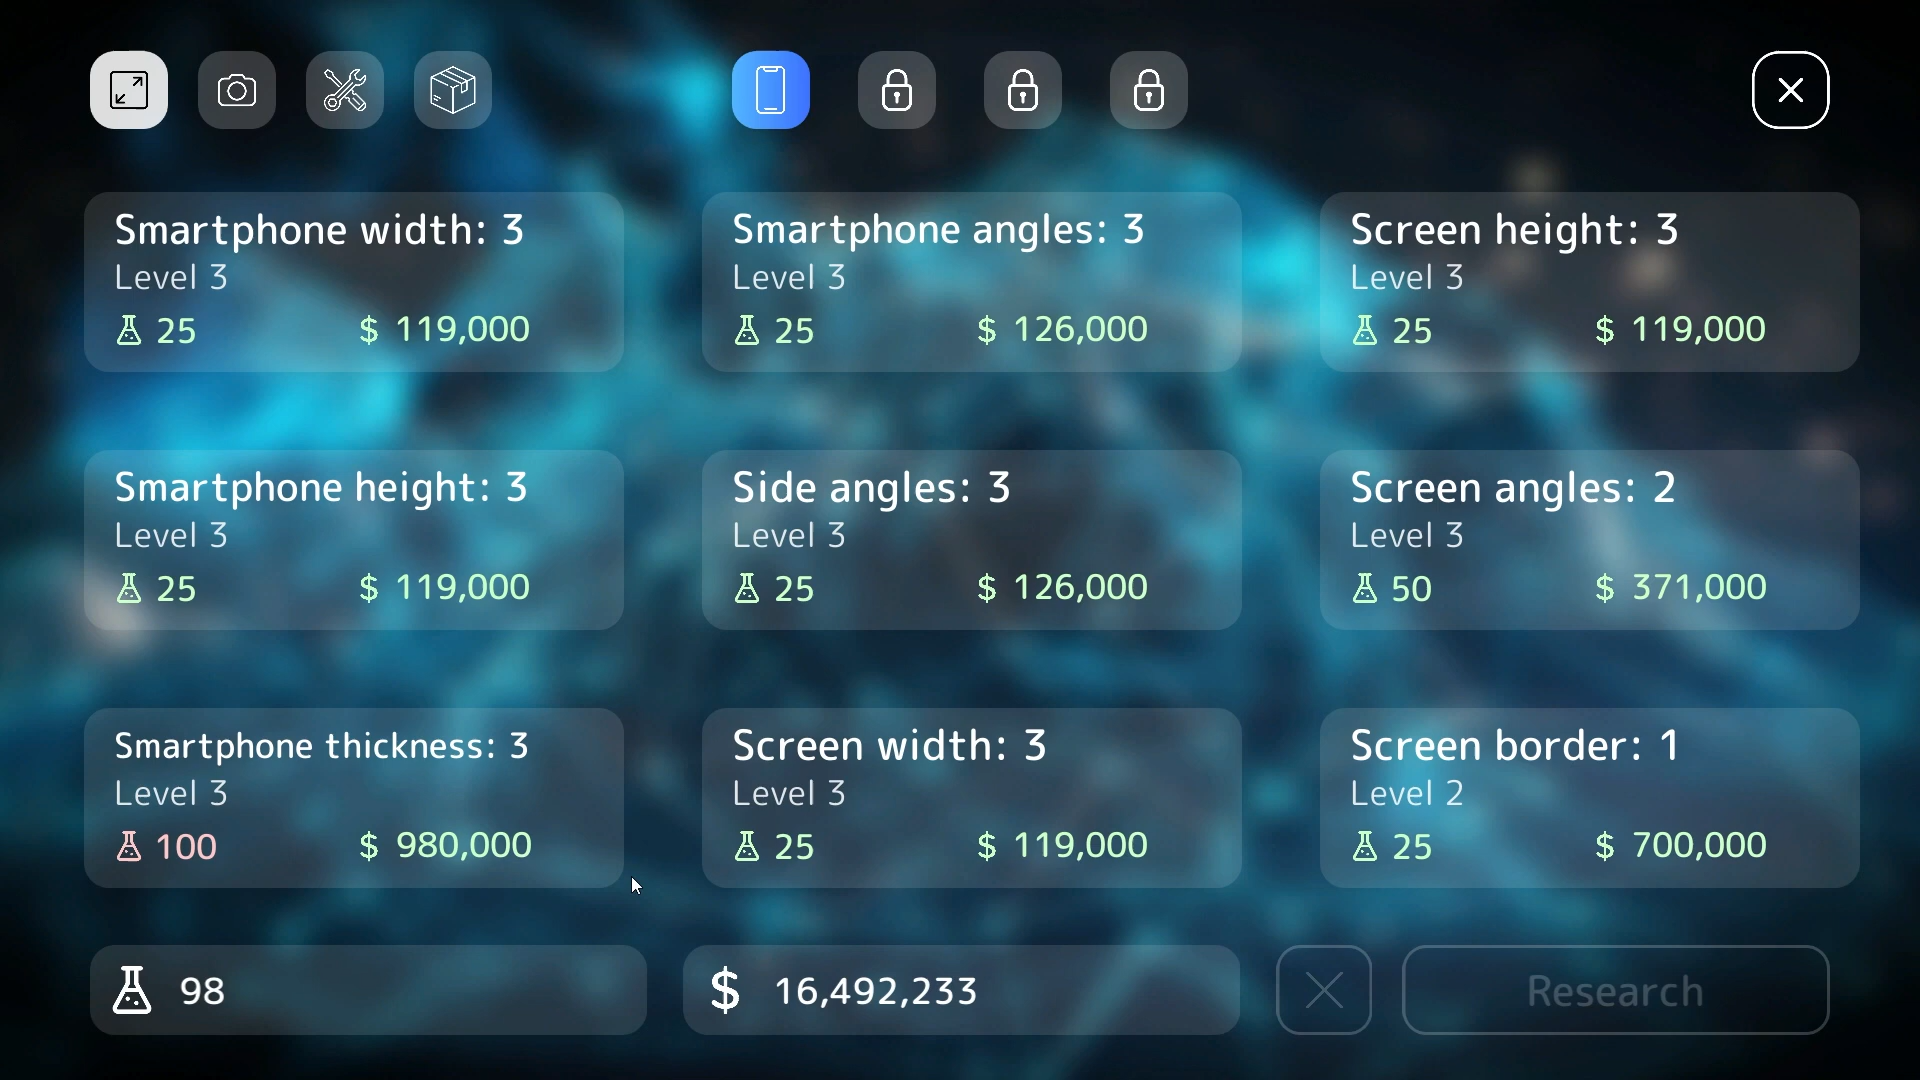 Smartphone width: 3
Level 3
25 $ 119,000
Smartphone angles: 3
Level 3
25 $ 126,000
Screen height: 3
Level 3
25 $ 119,000
Smartphone height: 3
Level 3
25 $ 119,000
Side angles: 3
Level 3
25 $ 126,000
Screen angles: 2
Level 3
50 $ 371,000
Smartphone thickness: 3
Level 3
100 $ 980,000
Screen width: 3
Level 3
25 $ 119,000
Screen border: 1
Level 2
25 $ 700,000
98
$ 16,492,233
Research